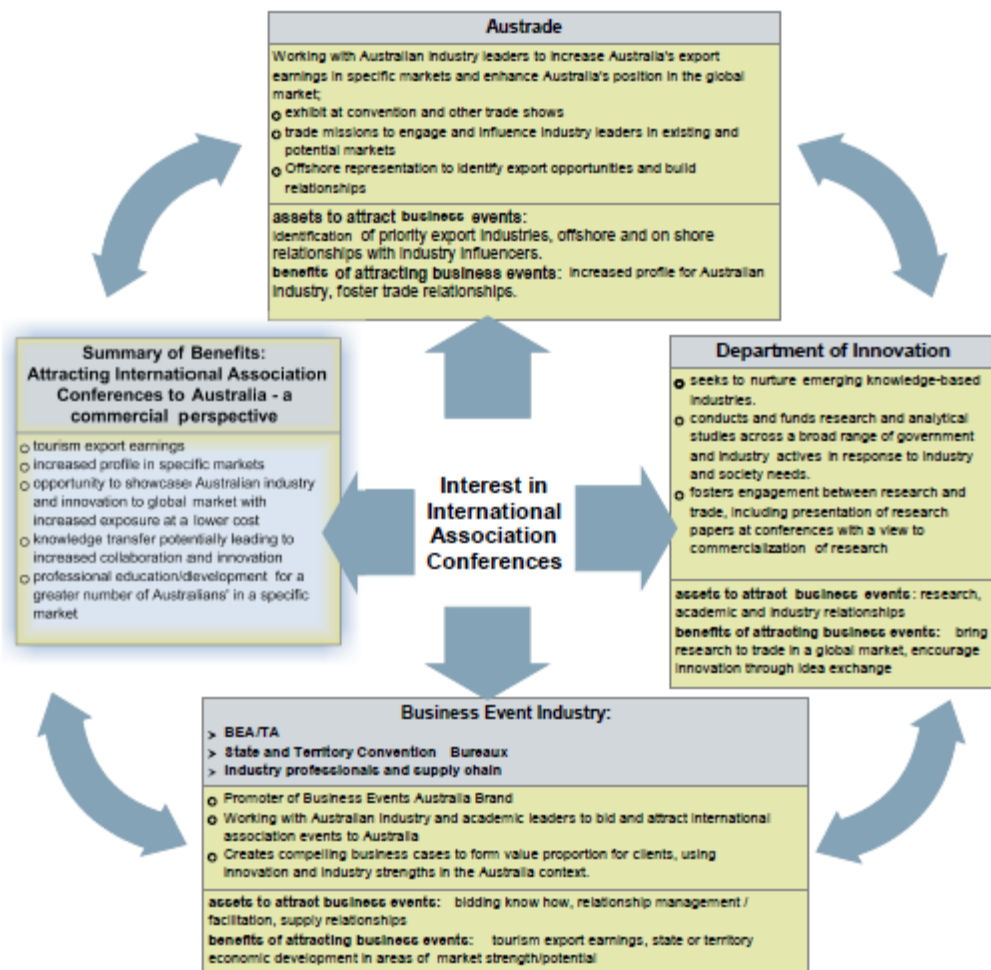 Austrade
Working with Australian industry leaders to increase Australia's export
earnings in specific markets and enhance Australia's position in the global
market;
exhibit at convention and other trade shows
trade missions to engage and influence industry leaders in existing and
potential markets
Offshore representation to identify export opportunities and build
relationships
assets to attract business events:
identification of priority export industries, offshore and on shore
relationships with industry influencers.
benefits of attracting business events: increased profile for Australian
industry, foster trade relationships.
Summary of Benefits:
Attracting International Association
Conferences to Australia - a
commercial perspective
tourism export earnings
increased profile in specific markets
opportunity to showcase Australian industry
and innovation to global market with
increased exposure at a lower cost
knowledge transfer potentially leading to
increased collaboration and innovation
professional education/development for a
greater number of Australians' in a specific
market
Interest in
International
Association
Conferences
Department of Innovation
seeks to nurture emerging knowledge-based
industries.
conducts and funds research and analytical
studies across a broad range of government
and industry actives in response to industry
and society needs.
fosters engagement between research and
trade, including presentation of research
papers at conferences with a view to
commercialization of research
assets to attract business events: research,
academic and industry relationships
benefits of attracting business events: bring
research to trade in a global market, encourage
innovation through idea exchange
Business Event Industry:
> BEA/TA
> State and Territory Convention Bureaux
> Industry professionals and supply chain
Promoter of Business Events Australia Brand
Working with Australian industry and academic leaders to bid and attract international
association events to Australia
Creates compelling business cases to form value proportion for clients, using
innovation and industry strengths in the Australia context.
assets to attract business events: bidding know how, relationship management /
facilitation, supply relationships
benefits of attracting business events: tourism export earnings, state or territory
economic development in areas of market strength/potential